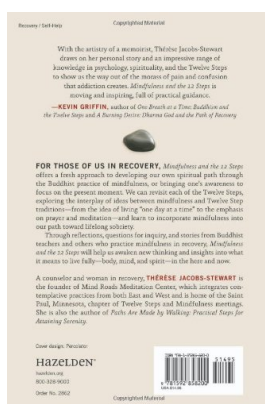 Recovery / Self-Help
Copyrighted Material
With the artistry of a memoirist, Thérèse Jacobs-Stewart
draws on her personal story and an impressive range of
knowledge in psychology, spirituality, and the Twelve Steps
to show us the way out of the morass of pain and confusion
that addiction creates. Mindfulness and the 12 Steps is
moving and inspiring, full of practical guidance.
—KEVIN GRIFFIN, author of One Breath at a Time: Buddhism and
the Twelve Steps and A Burning Desire: Dharma God and the Path of Recovery
FOR THOSE OF US IN RECOVERY, Mindfulness and the 12 Steps
offers a fresh approach to developing our own spiritual path through
the Buddhist practice of mindfulness, or bringing one's awareness to
focus on the present moment. We can revisit each of the Twelve Steps,
exploring the interplay of ideas between mindfulness and Twelve Step
traditions—from the idea of living "one day at a time" to the emphasis
on prayer and meditation—and learn to incorporate mindfulness into
our path toward lifelong sobriety.
Through reflections, questions for inquiry, and stories from Buddhist
teachers and others who practice mindfulness in recovery, Mindfulness
and the 12 Steps will help us awaken new thinking and insights into what
it means to live fully—body, mind, and spirit—in the here and now.
A counselor and woman in recovery, THÉRÈSE JACOBS-STEWART is
the founder of Mind Roads Meditation Center, which integrates con-
templative practices from both East and West and is home of the Saint
Paul, Minnesota, chapter of Twelve Steps and Mindfulness meetings.
She is also the author of Paths Are Made by Walking: Practical Steps for
Attaining Serenity.
Cover design: Percolator
HAZELDEN®
hazelden.org
800-328-9000
Order No. 2862
51495
9 781592 858200
Copyrighted Material